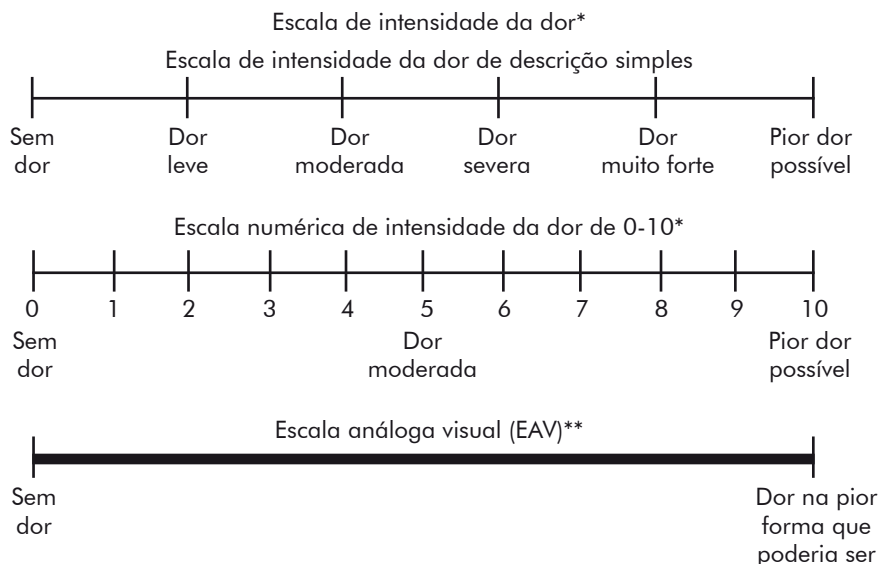 Escala de intensidade da dor*
Escala de intensidade da dor de descrição simples
Sem Dor Dor Dor Dor Pior dor
dor leve moderada severa muito forte possível
Escala numérica de intensidade da dor de 0-10*
0 1 2 3 4 5 6 7 8 9 10
Sem Dor Pior dor
dor moderada possível
Escala análoga visual (EAV)**
Sem Dor na pior
dor forma que
poderia ser